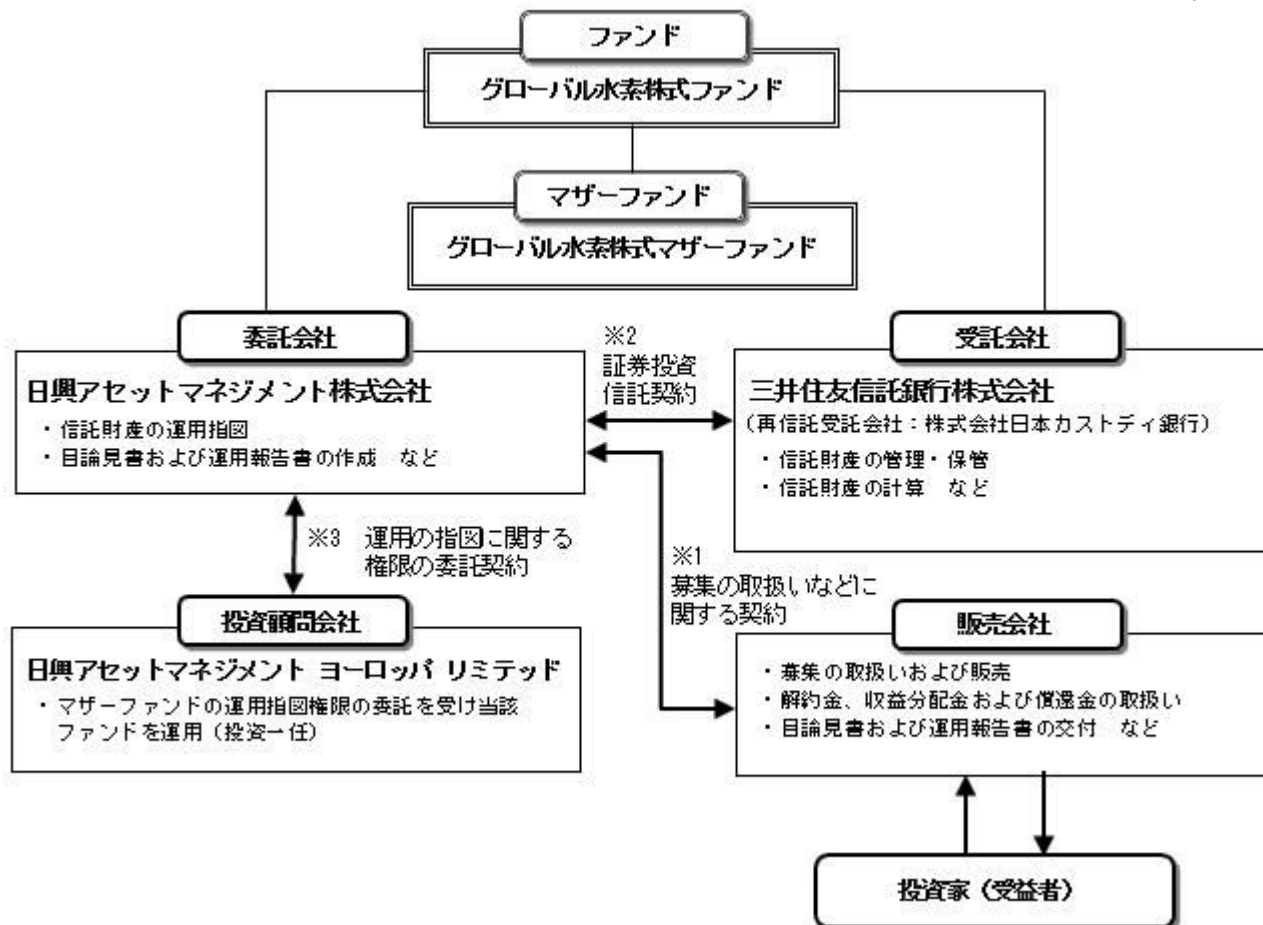 ファンド
グローバル水素株式ファンド
マザーファンド
グローバル水素株式マザーファンド
委託会社
日興アセットマネジメント株式会社
・信託財産の運用指図
・目論見書および運用報告書の作成　など
※2
証券投資
信託契約
受託会社
三井住友信託銀行株式会社
（再信託受託会社：株式会社日本カストディ銀行）
・信託財産の管理・保管
・信託財産の計算　など
※3　運用の指図に関する
権限の委託契約
※1
募集の取扱いなどに
関する契約
投資顧問会社
日興アセットマネジメント ヨーロッパ リミテッド
・マザーファンドの運用指図権限の委託を受け当該
ファンドを運用（投資一任）
販売会社
・募集の取扱いおよび販売
・解約金、収益分配金および償還金の取扱い
・目論見書および運用報告書の交付　など
投資家（受益者）